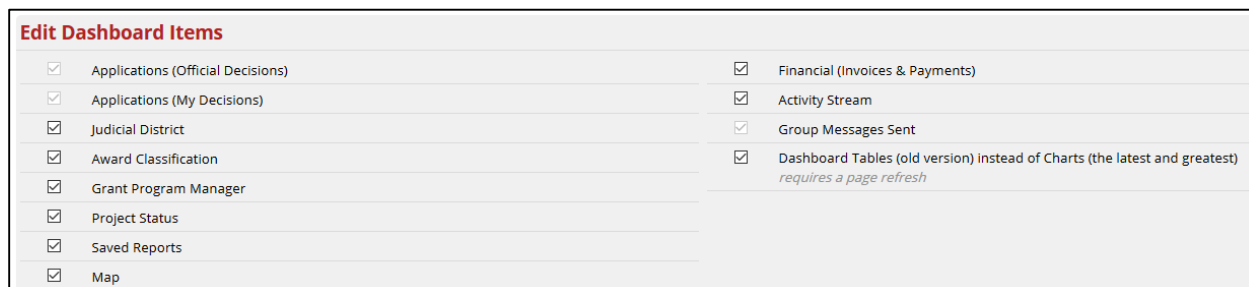 Edit Dashboard Items
Applications (Official Decisions)
Applications (My Decisions)
Judicial District
Award Classification
Grant Program Manager
Project Status
Saved Reports
Map
Financial (Invoices & Payments)
Activity Stream
Group Messages Sent
Dashboard Tables (old version) instead of Charts (the latest and greatest)
requires a page refresh